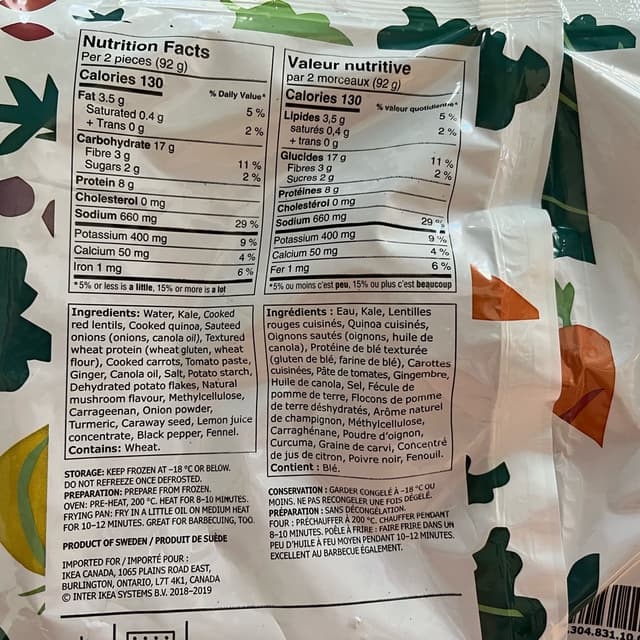 Nutrition Facts
Per 2 pieces (92 g)
Calories 130
% Daily Value*
Fat 3.5 g 5 %
Saturated 0.4 g
+ Trans 0 g 2 %
Carbohydrate 17 g
Fibre 3 g 11 %
Sugars 2 g 2 %
Protein 8 g
Cholesterol 0 mg
Sodium 660 mg 29 %
Potassium 400 mg 9 %
Calcium 50 mg 4 %
Iron 1 mg 6 %
*5% or less is a little, 15% or more is a lot
Valeur nutritive
par 2 morceaux (92 g)
Calories 130
% valeur quotidienne*
Lipides 3,5 g 5 %
saturés 0,4 g
+ trans 0 g 2 %
Glucides 17 g
Fibres 3 g 11 %
Sucres 2 g 2 %
Protéines 8 g
Cholestérol 0 mg
Sodium 660 mg 29 %
Potassium 400 mg 9 %
Calcium 50 mg 4 %
Fer 1 mg 6 %
*5% ou moins c'est peu, 15% ou plus c'est beaucoup
Ingredients: Water, Kale, Cooked
red lentils, Cooked quinoa, Sauteed
onions (onions, canola oil), Textured
wheat protein (wheat gluten, wheat
flour), Cooked carrots, Tomato paste,
Ginger, Canola oil, Salt, Potato starch,
Dehydrated potato flakes, Natural
mushroom flavour, Methylcellulose,
Carrageenan, Onion powder,
Turmeric, Caraway seed, Lemon juice
concentrate, Black pepper, Fennel.
Contains: Wheat.
Ingrédients : Eau, Kale, Lentilles
rouges cuisinés, Quinoa cuisinés,
Oignons sautés (oignons, huile de
canola), Protéine de blé texturée
(gluten de blé, farine de blé), Carottes
cuisinées, Pâte de tomates, Gingembre,
Huile de canola, Sel, Fécule de
pomme de terre, Flocons de pomme
de terre déshydratés, Arôme naturel
de champignon, Méthylcellulose,
Carraghénane, Poudre d'oignon,
Curcuma, Graine de carvi, Concentré
de jus de citron, Poivre noir, Fenouil.
Contient : Blé.
STORAGE: KEEP FROZEN AT –18 °C OR BELOW.
DO NOT REFREEZE ONCE DEFROSTED.
PREPARATION: PREPARE FROM FROZEN.
OVEN: PRE-HEAT, 200 °C. HEAT FOR 8–10 MINUTES.
FRYING PAN: FRY IN A LITTLE OIL ON MEDIUM HEAT
FOR 10–12 MINUTES. GREAT FOR BARBECUING, TOO.
CONSERVATION : GARDER CONGELÉ À –18 °C OU
MOINS. NE PAS RECONGELER UNE FOIS DÉGELÉ.
PRÉPARATION : SANS DÉCONGÉLATION.
FOUR : PRÉCHAUFFER À 200 °C. CHAUFFER PENDANT
8–10 MINUTES. POÊLE À FRIRE : FAIRE FRIRE DANS UN
PEU D'HUILE À FEU MOYEN PENDANT 10–12 MINUTES.
EXCELLENT AU BARBECUE ÉGALEMENT.
PRODUCT OF SWEDEN / PRODUIT DE SUÈDE
IMPORTED FOR / IMPORTÉ POUR :
IKEA CANADA, 1065 PLAINS ROAD EAST,
BURLINGTON, ONTARIO, L7T 4K1, CANADA
© INTER IKEA SYSTEMS B.V. 2018–2019